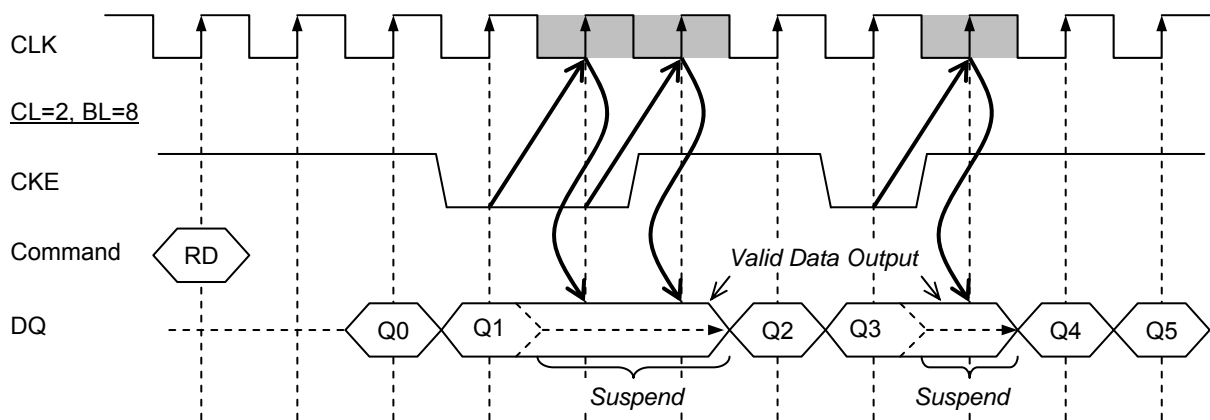 CLK
CL=2, BL=8
CKE
Command RD Valid Data Output
DQ Q0 Q1 Q2 Q3 Q4 Q5
Suspend Suspend